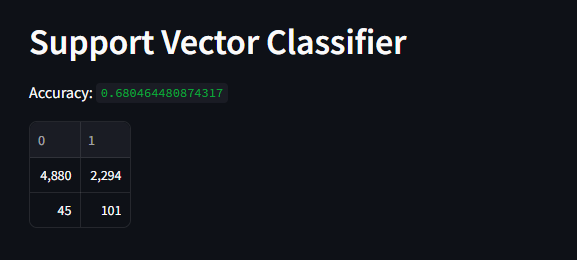 Support Vector Classifier
Accuracy: 0.680464480874317
0 1
4,880 2,294
45 101